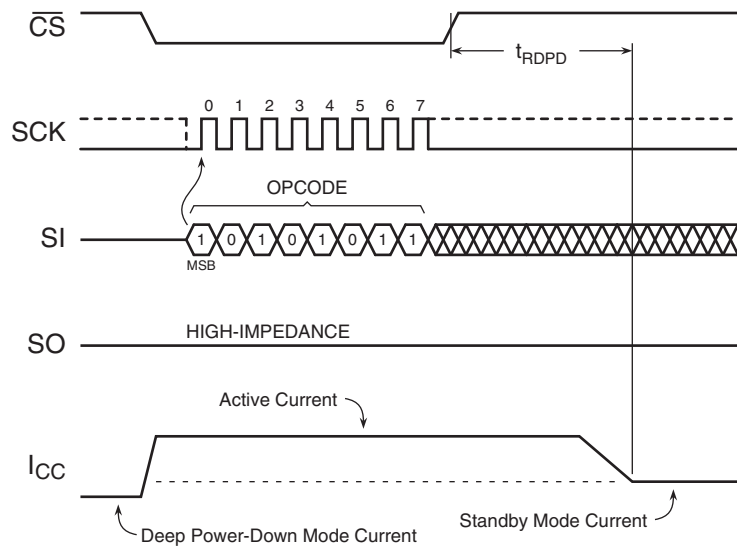 CS
tRDPD
0 1 2 3 4 5 6 7
SCK
OPCODE
SI
1 0 1 0 1 0 1 1
MSB
SO
HIGH-IMPEDANCE
Active Current
ICC
Standby Mode Current
Deep Power-Down Mode Current